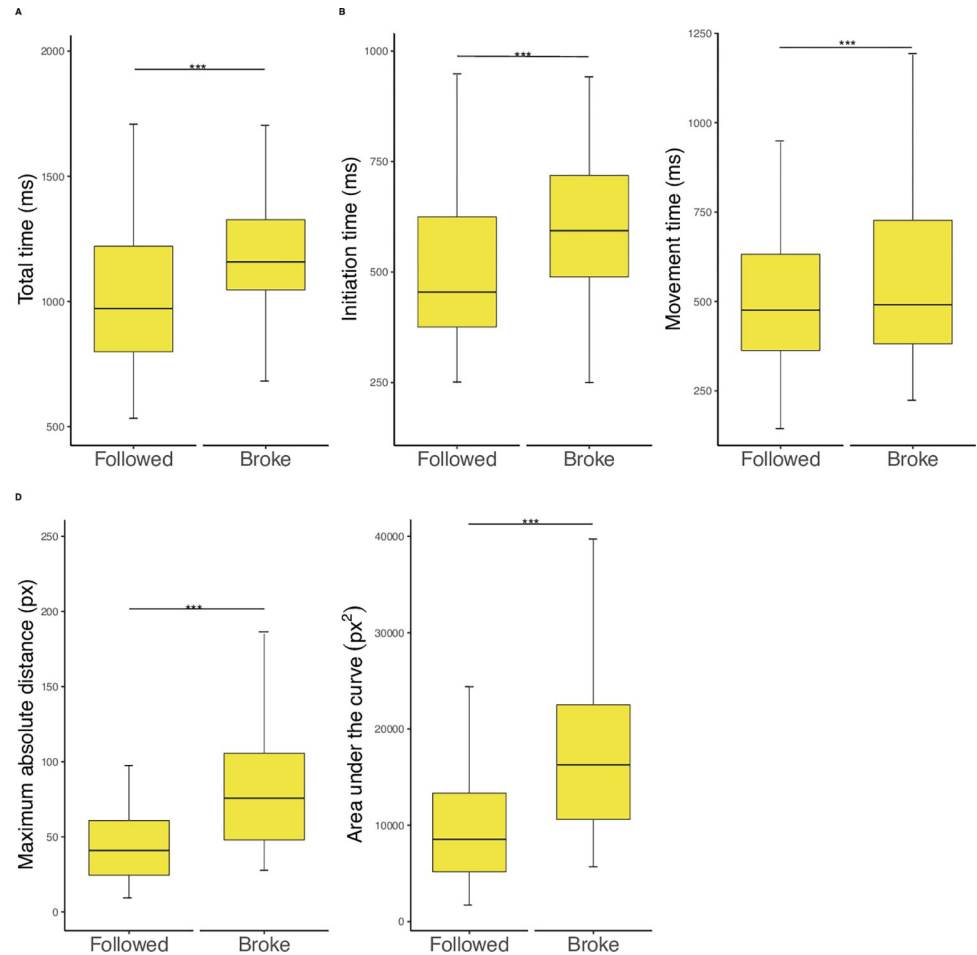 A
Total time (ms)
2000
1500
1000
500
***
Followed
Broke
B
Initiation time (ms)
1000
750
500
250
***
Followed
Broke
Movement time (ms)
1250
1000
750
500
250
***
Followed
Broke
D
Maximum absolute distance (px)
250
200
150
100
50
0
***
Followed
Broke
Area under the curve (px²)
40000
30000
20000
10000
0
***
Followed
Broke